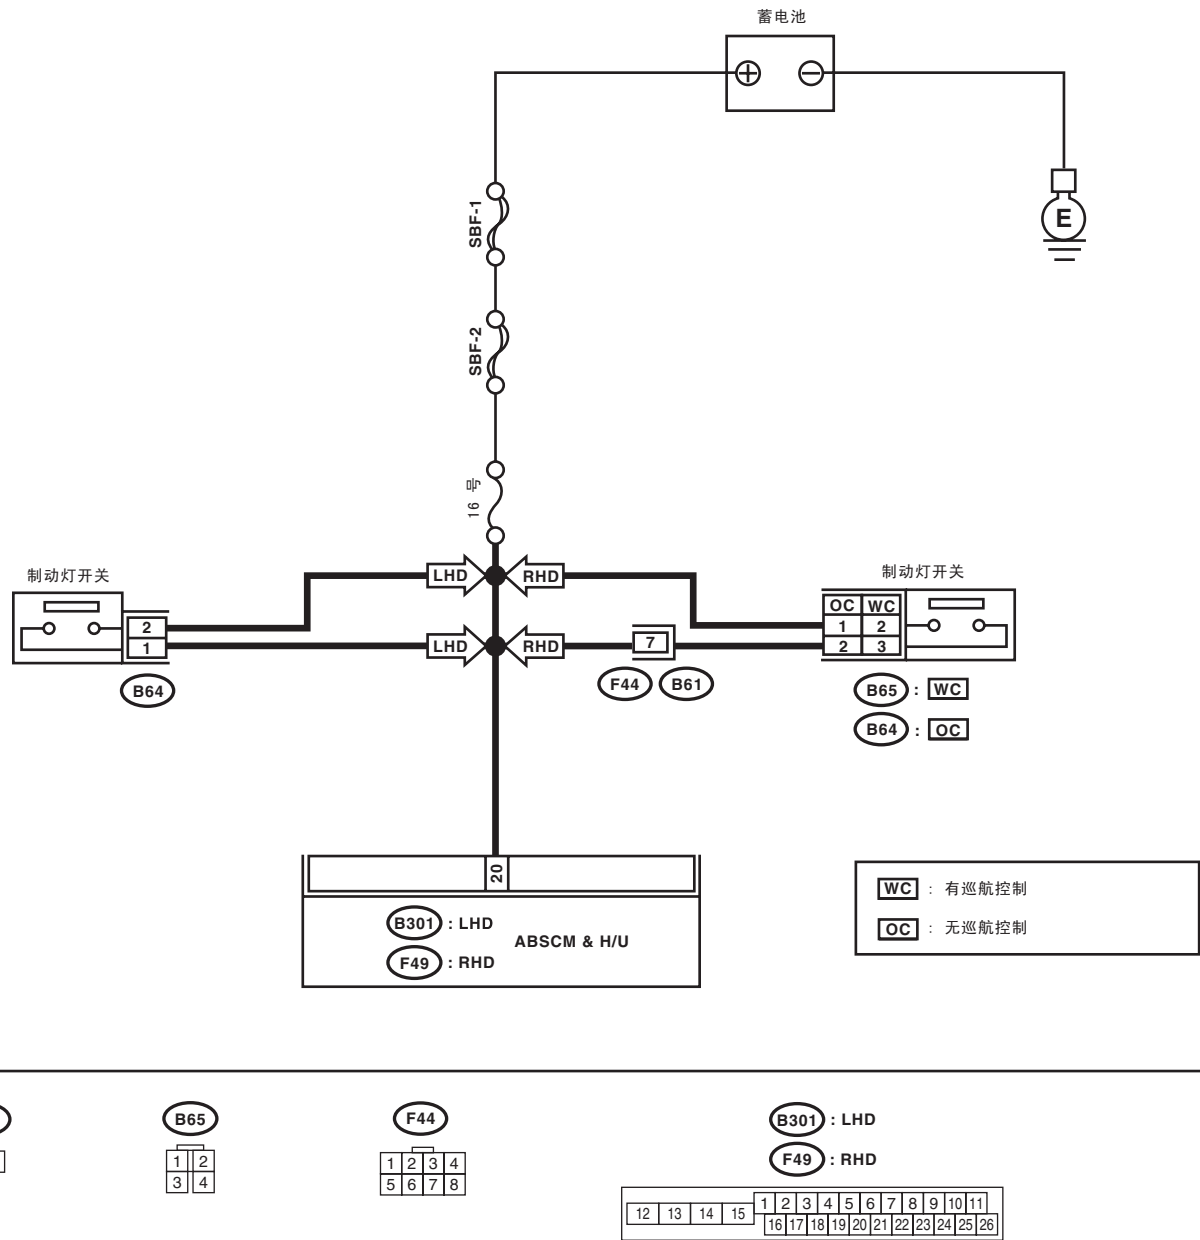 蓄电池
E
SBF-1
SBF-2
16 号
制动灯开关
LHD
RHD
制动灯开关
2
1
LHD
RHD
7
OC WC
1 2
2 3
B64
F44
B61
B65 : WC
B64 : OC
20
B301 : LHD
F49 : RHD
ABSCM & H/U
WC : 有巡航控制
OC : 无巡航控制
B65
1 2
3 4
F44
1 2 3 4
5 6 7 8
B301 : LHD
F49 : RHD
12 13 14 15
1 2 3 4 5 6 7 8 9 10 11
16 17 18 19 20 21 22 23 24 25 26